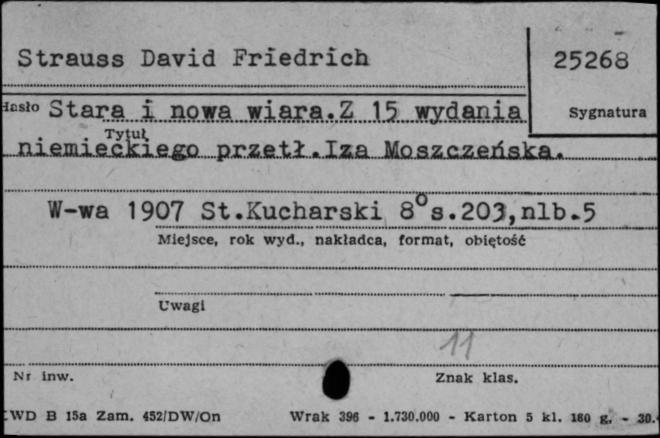 Strauss David Friedrich
25268
Hasło Stara i nowa wiara.Z 15 wydania
Sygnatura
Tytuł
niemieckiego przetł.Iza Moszczeńska.
W-wa 1907 St.Kucharski 8° s.203,nlb.5
Miejsce, rok wyd., nakładca, format, objętość
Uwagi
11
Nr inw.
Znak klas.
WD B 15a Zam. 452/DW/On Wrak 396 - 1.730.000 - Karton 5 kl. 180 g. - 30.